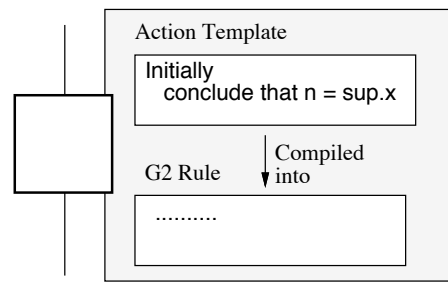 Action Template
Initially
conclude that n = sup.x
Compiled
into
G2 Rule
..........